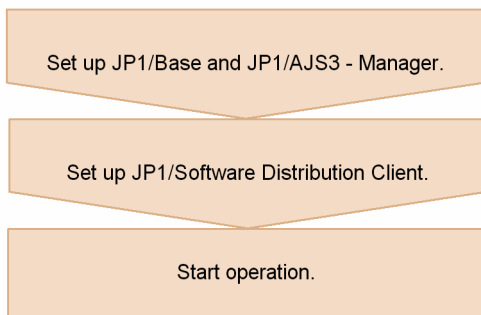 Set up JP1/Base and JP1/AJS3 - Manager.
Set up JP1/Software Distribution Client.
Start operation.